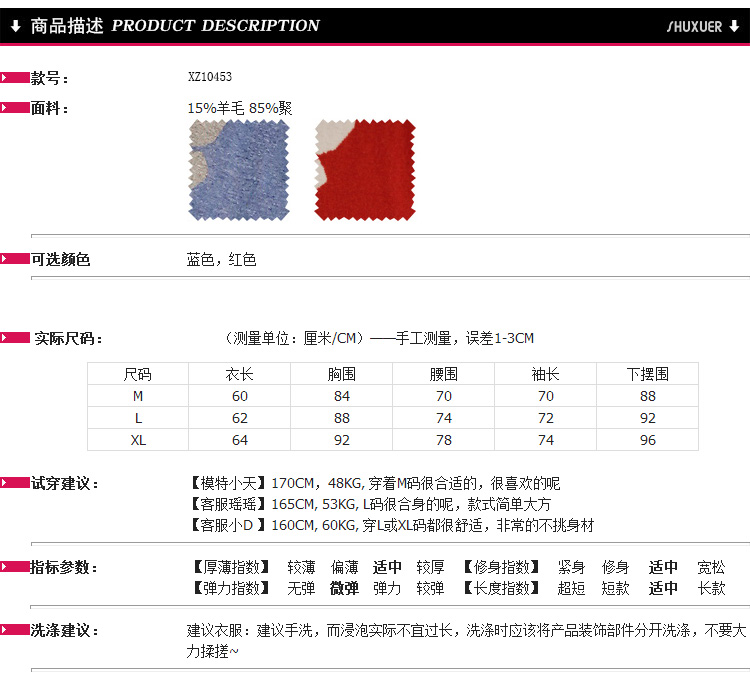 商品描述 PRODUCT DESCRIPTION SHUXUER
款号： XZ10453
面料： 15%羊毛 85%聚
可选颜色 蓝色，红色
实际尺码： （测量单位：厘米/CM）——手工测量，误差1-3CM
尺码 衣长 胸围 腰围 袖长 下摆围
M 60 84 70 70 88
L 62 88 74 72 92
XL 64 92 78 74 96
试穿建议： 【模特小天】170CM，48KG, 穿着M码很合适的，很喜欢的呢
【客服瑶瑶】165CM, 53KG, L码很合身的呢，款式简单大方
【客服小D 】160CM, 60KG, 穿L或XL码都很舒适，非常的不挑身材
指标参数： 【厚薄指数】 较薄 偏薄 适中 较厚 【修身指数】 紧身 修身 适中 宽松
【弹力指数】 无弹 微弹 弹力 较弹 【长度指数】 超短 短款 适中 长款
洗涤建议： 建议衣服：建议手洗，而浸泡实际不宜过长，洗涤时应该将产品装饰部件分开洗涤，不要大
力揉搓~